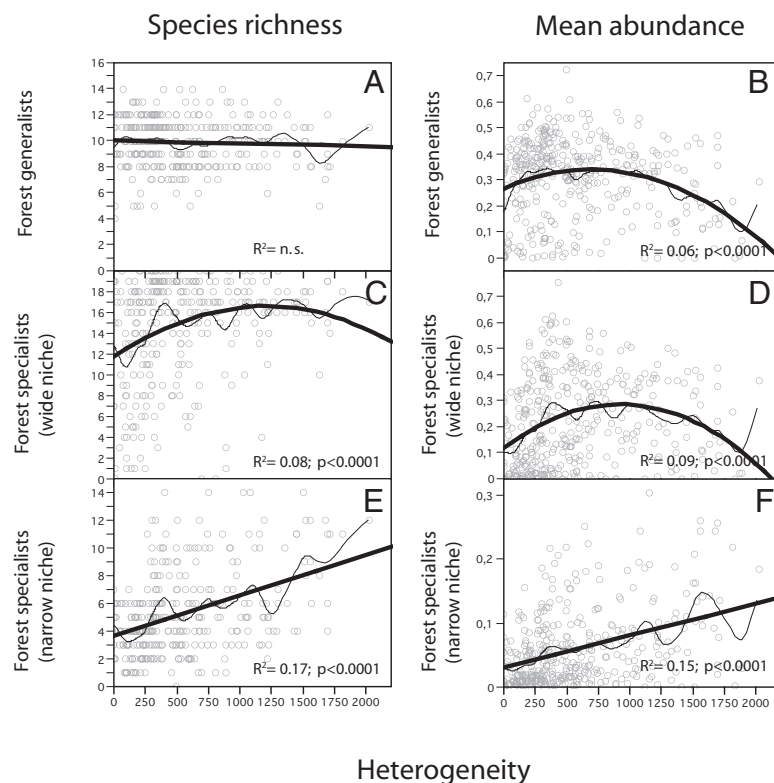 Species richness
Mean abundance
Forest generalists
16
14
12
10
8
6
4
2
0
A
R²= n.s.
Forest generalists
0,7
0,6
0,5
0,4
0,3
0,2
0,1
0
B
R²= 0.06; p<0.0001
Forest specialists
(wide niche)
18
16
14
12
10
8
6
4
2
0
C
R²= 0.08; p<0.0001
Forest specialists
(wide niche)
0,7
0,6
0,5
0,4
0,3
0,2
0,1
0
D
R²= 0.09; p<0.0001
Forest specialists
(narrow niche)
14
12
10
8
6
4
2
0
E
R²= 0.17; p<0.0001
0 250 500 750 1000 1250 1500 1750 2000
Forest specialists
(narrow niche)
0,3
0,2
0,1
0
F
R²= 0.15; p<0.0001
0 250 500 750 1000 1250 1500 1750 2000
Heterogeneity